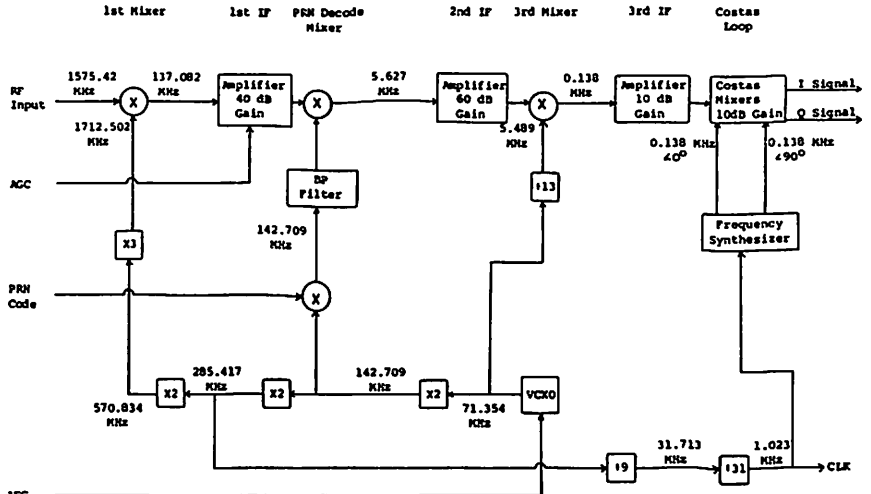 1st Mixer
1st IF
PRN Decode
Mixer
2nd IF
3rd Mixer
3rd IF
Costas
Loop
RF
Input
1575.42
MHz
137.082
MHz
Amplifier
40 dB
Gain
5.627
MHz
Amplifier
60 dB
Gain
0.138
MHz
Amplifier
10 dB
Gain
Costas
Mixers
10dB Gain
I Signal
Q Signal
X
X
X
1712.502
MHz
5.489
MHz
0.138 MHz
∠0°
0.138 MHz
∠90°
AGC
BP
Filter
÷13
142.709
MHz
X3
Frequency
Synthesizer
PRN
Code
X
285.417
MHz
142.709
MHz
X2
X2
X2
VCXO
570.834
MHz
71.354
MHz
÷9
31.713
MHz
÷31
1.023
MHz
CLK